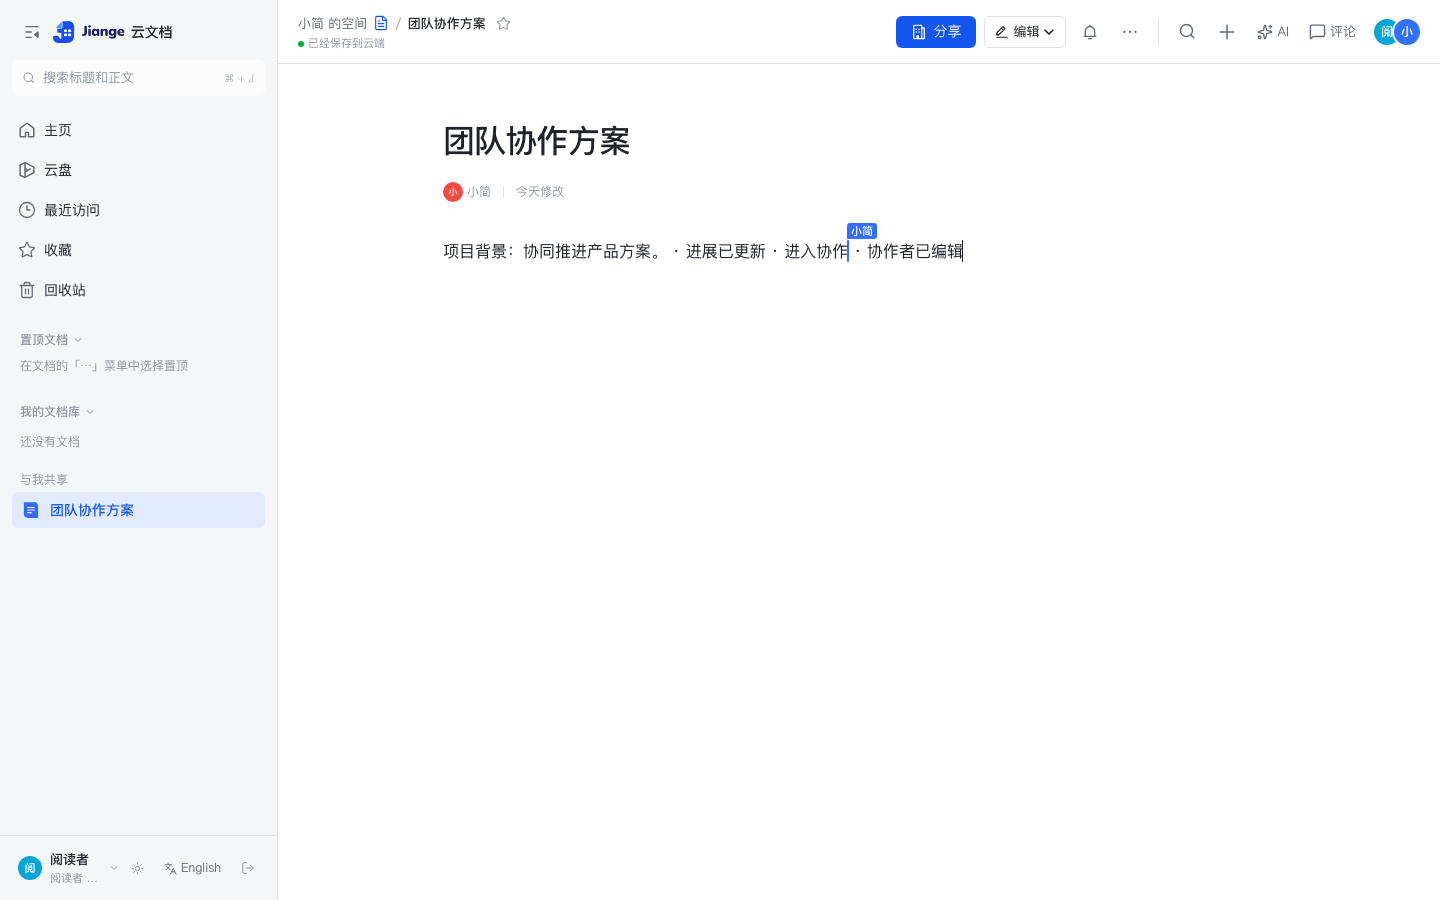 Jiange 云文档
搜索标题和正文 ⌘ + J
主页
云盘
最近访问
收藏
回收站
置顶文档
在文档的「···」菜单中选择置顶
我的文档库
还没有文档
与我共享
团队协作方案
阅 阅读者
阅读者 ...
English
小简 的空间 / 团队协作方案
已经保存到云端
分享 编辑 AI 评论 阅 小
团队协作方案
小 小简 今天修改
小简
项目背景：协同推进产品方案。 · 进展已更新 · 进入协作 · 协作者已编辑